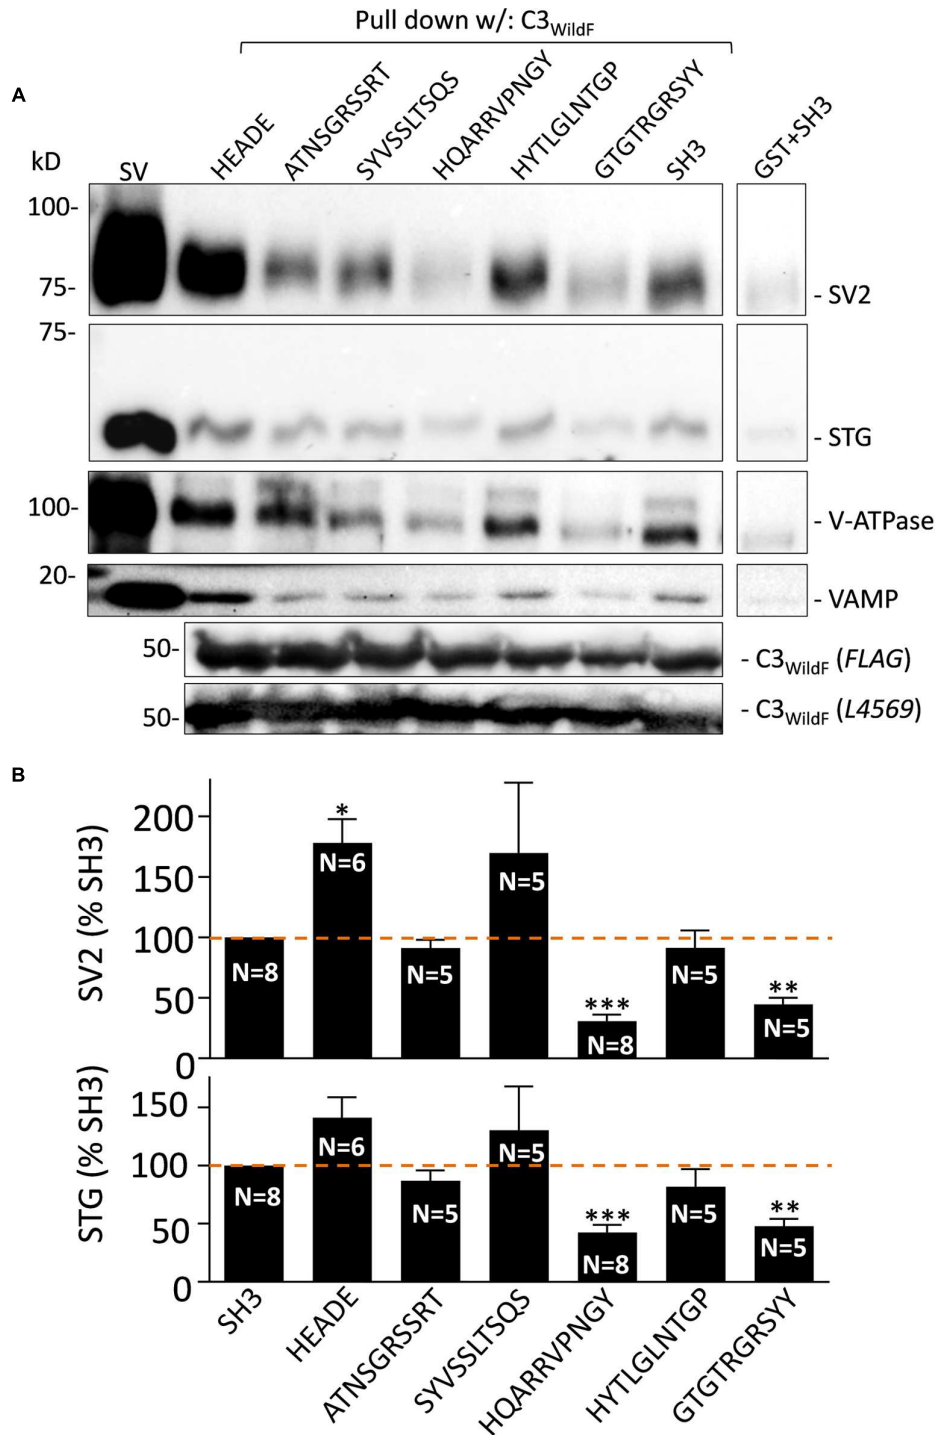 Pull down w/: C3WildF
A
kD
SV
HEADE
ATNSGRSSRT
SYVSSLTSQS
HQARRVPNGY
HYTLGLNTGP
GTGTRGRSYY
SH3
GST+SH3
100-
75-
- SV2
75-
- STG
100-
- V-ATPase
20-
- VAMP
50-
- C3WildF (FLAG)
50-
- C3WildF (L4569)
B
SV2 (% SH3)
200
150
100
50
0
*
***
**
N=8
N=6
N=5
N=5
N=8
N=5
N=5
STG (% SH3)
150
100
50
0
***
**
N=8
N=6
N=5
N=5
N=8
N=5
N=5
SH3
HEADE
ATNSGRSSRT
SYVSSLTSQS
HQARRVPNGY
HYTLGLNTGP
GTGTRGRSYY